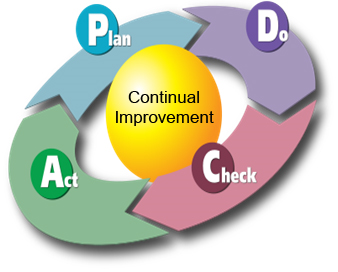 Plan
Do
Continual
Improvement
Act
Check